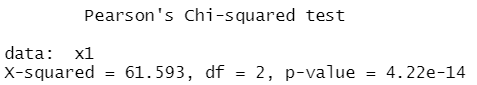 Pearson's Chi-squared test
data: x1
X-squared = 61.593, df = 2, p-value = 4.22e-14